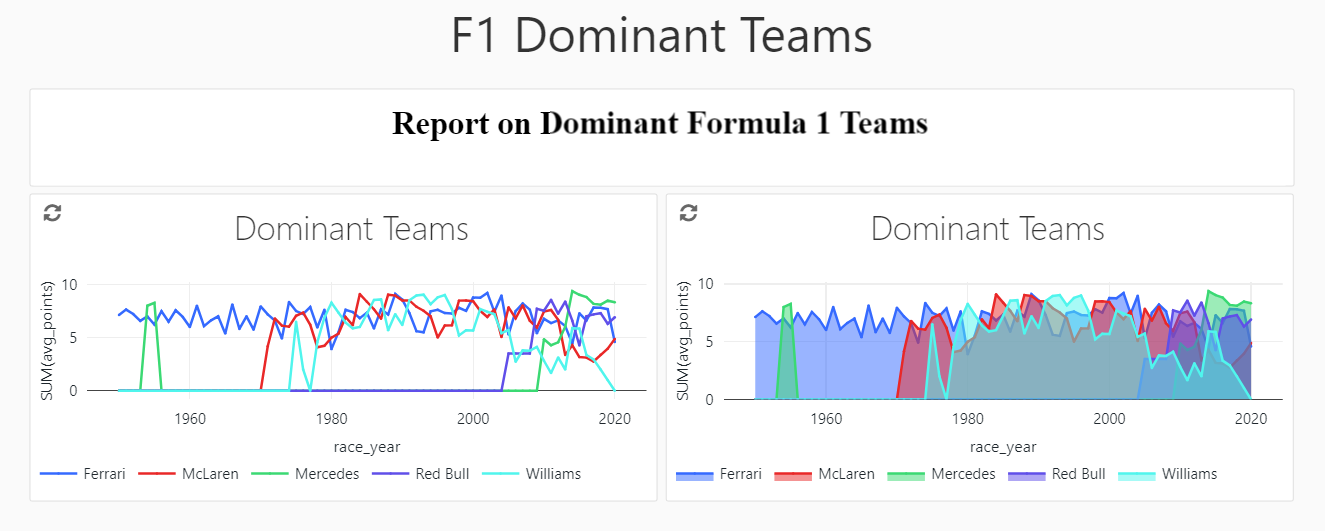 F1 Dominant Teams
Report on Dominant Formula 1 Teams
Dominant Teams
SUM(avg_points)
10
5
0
1960 1980 2000 2020
race_year
Ferrari McLaren Mercedes Red Bull Williams
Dominant Teams
SUM(avg_points)
10
5
0
1960 1980 2000 2020
race_year
Ferrari McLaren Mercedes Red Bull Williams